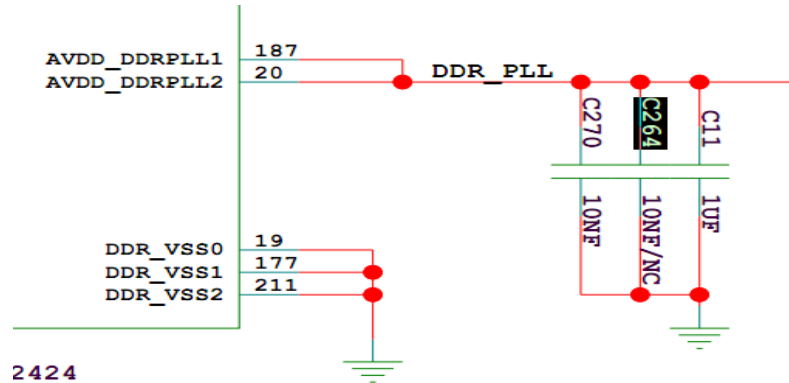 AVDD_DDRPLL1 187
AVDD_DDRPLL2 20 DDR_PLL
C270 C264 C11
10NF 10NF/NC 1UF
DDR_VSS0 19
DDR_VSS1 177
DDR_VSS2 211
2424